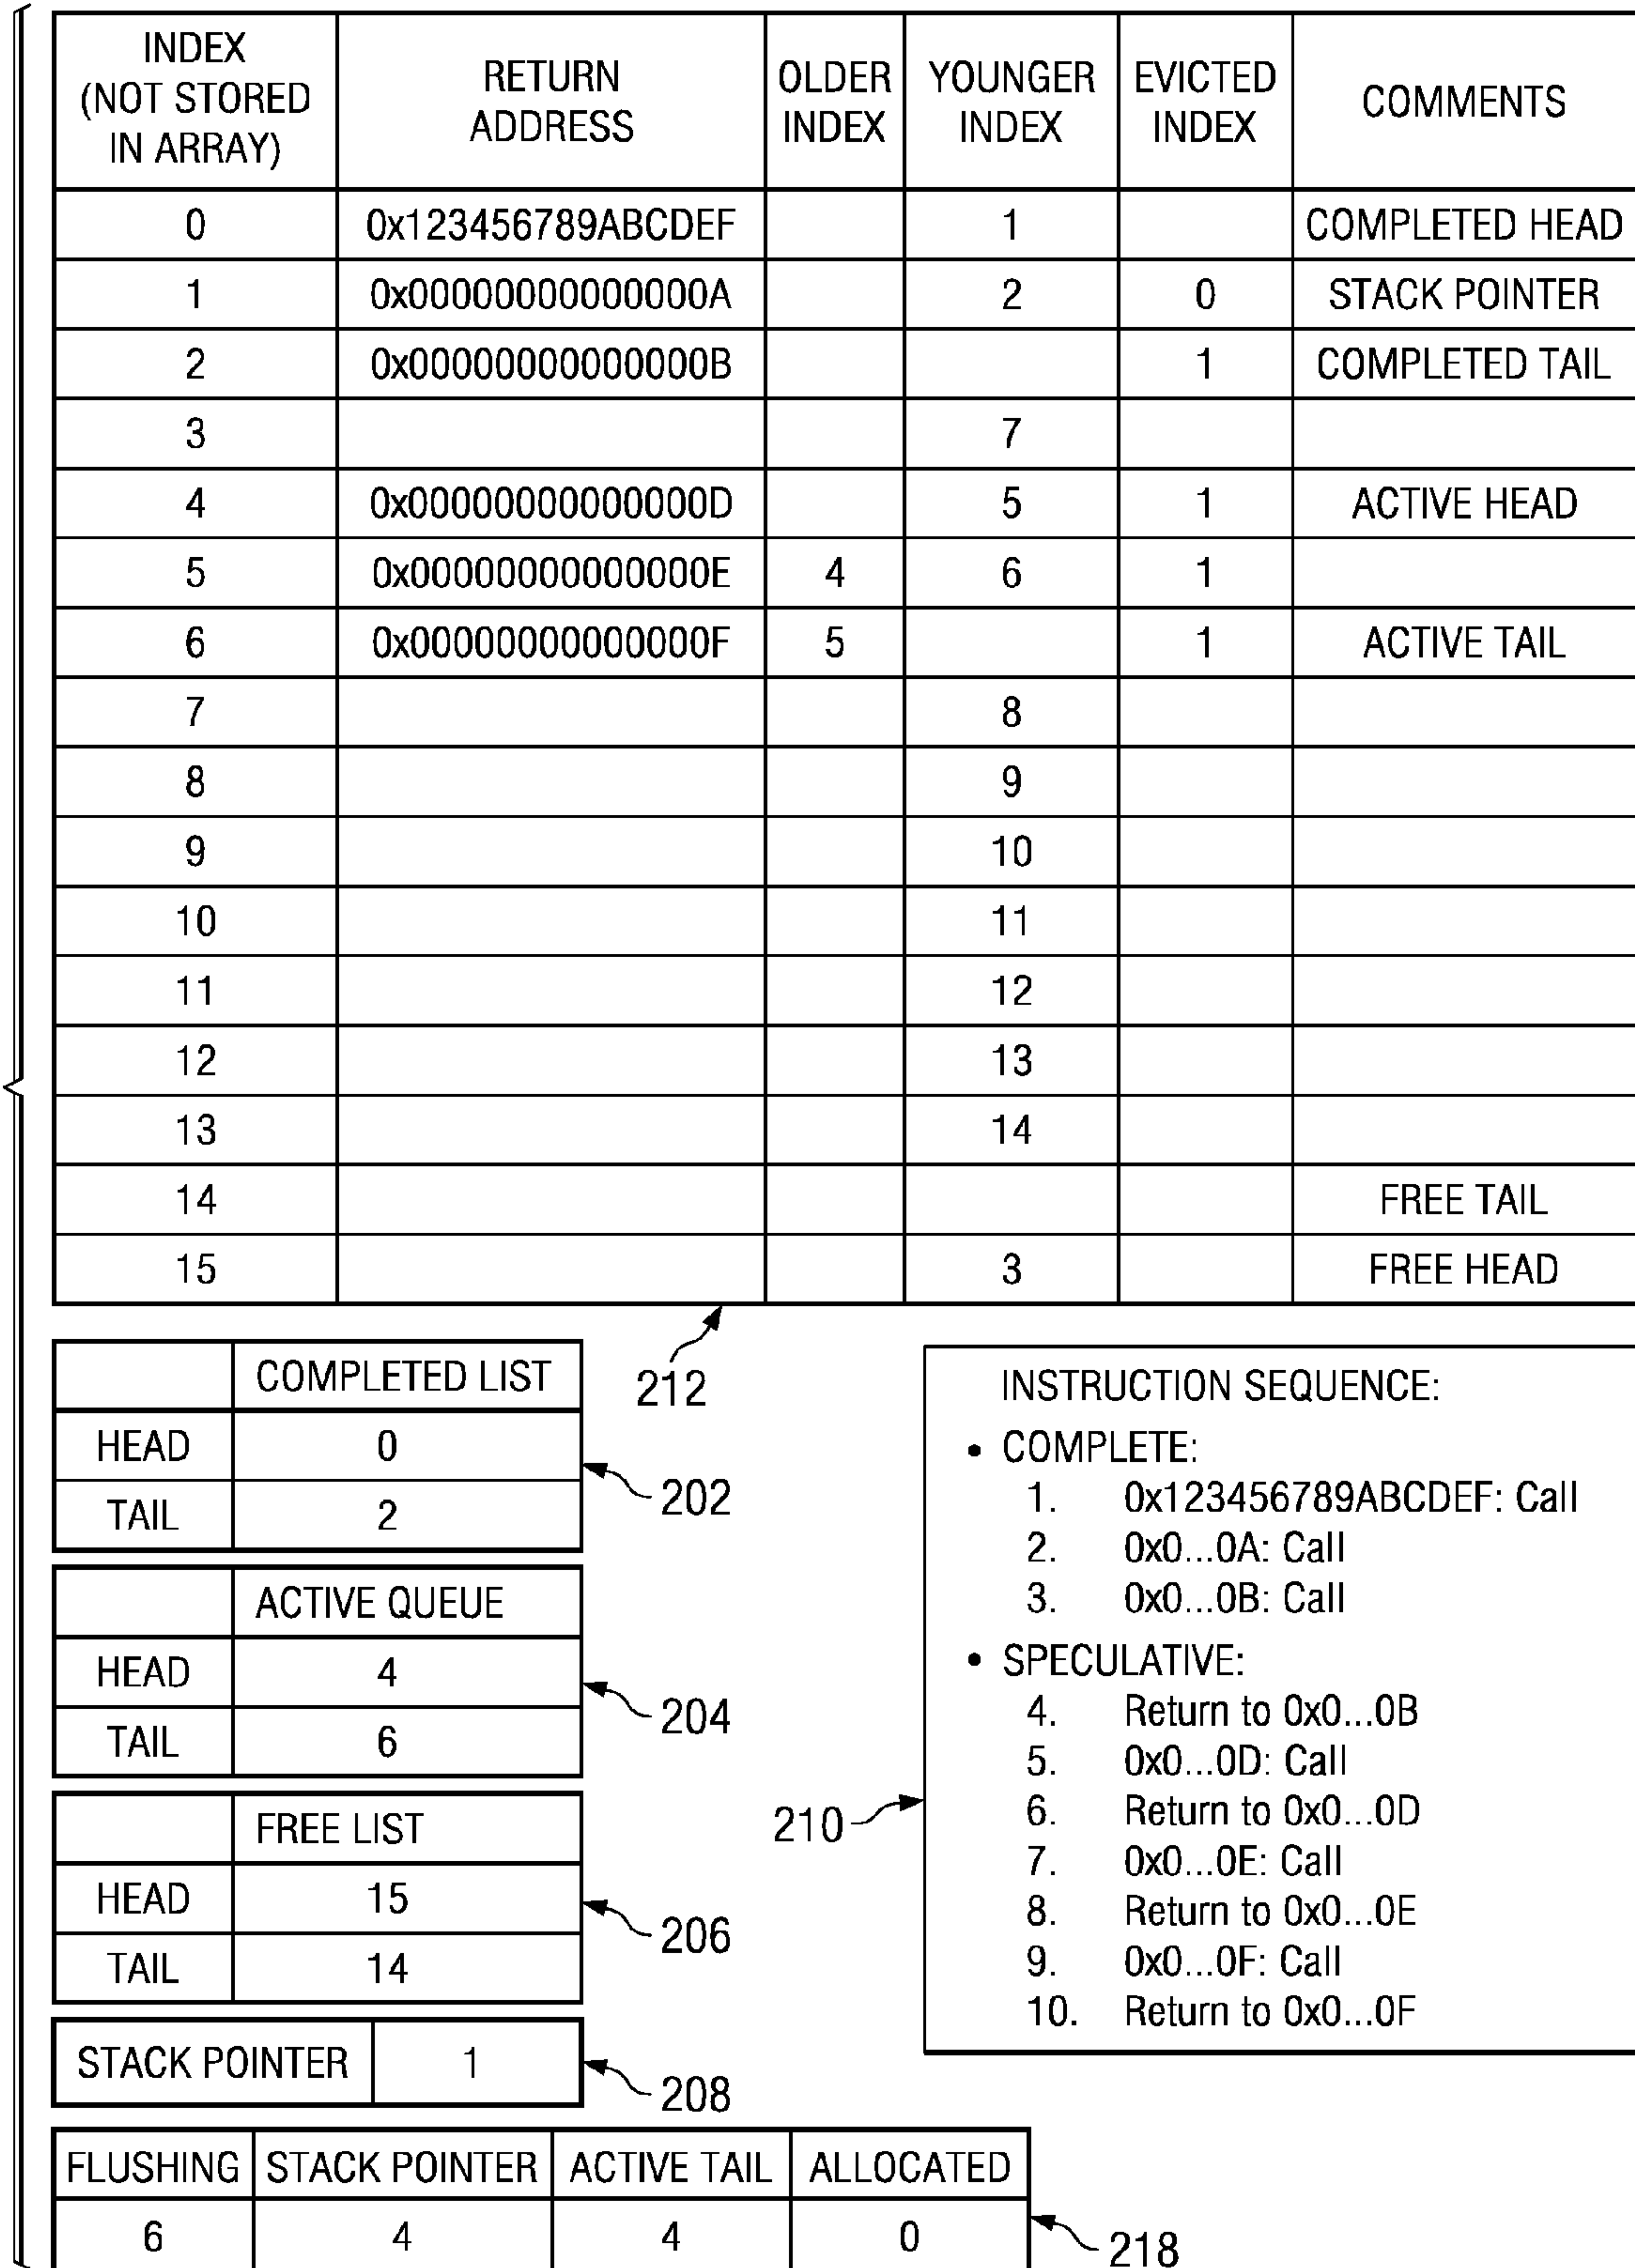 INDEX (NOT STORED IN ARRAY) RETURN ADDRESS OLDER INDEX YOUNGER INDEX EVICTED INDEX COMMENTS
0 0x123456789ABCDEF 1 COMPLETED HEAD
1 0x00000000000000A 2 0 STACK POINTER
2 0x00000000000000B 1 COMPLETED TAIL
3 7
4 0x00000000000000D 5 1 ACTIVE HEAD
5 0x00000000000000E 4 6 1
6 0x00000000000000F 5 1 ACTIVE TAIL
7 8
8 9
9 10
10 11
11 12
12 13
13 14
14 FREE TAIL
15 3 FREE HEAD
212
COMPLETED LIST
HEAD 0
TAIL 2
202
ACTIVE QUEUE
HEAD 4
TAIL 6
204
FREE LIST
HEAD 15
TAIL 14
206
STACK POINTER 1
208
INSTRUCTION SEQUENCE:
• COMPLETE:
1. 0x123456789ABCDEF: Call
2. 0x0...0A: Call
3. 0x0...0B: Call
• SPECULATIVE:
4. Return to 0x0...0B
5. 0x0...0D: Call
6. Return to 0x0...0D
7. 0x0...0E: Call
8. Return to 0x0...0E
9. 0x0...0F: Call
10. Return to 0x0...0F
210
FLUSHING STACK POINTER ACTIVE TAIL ALLOCATED
6 4 4 0
218